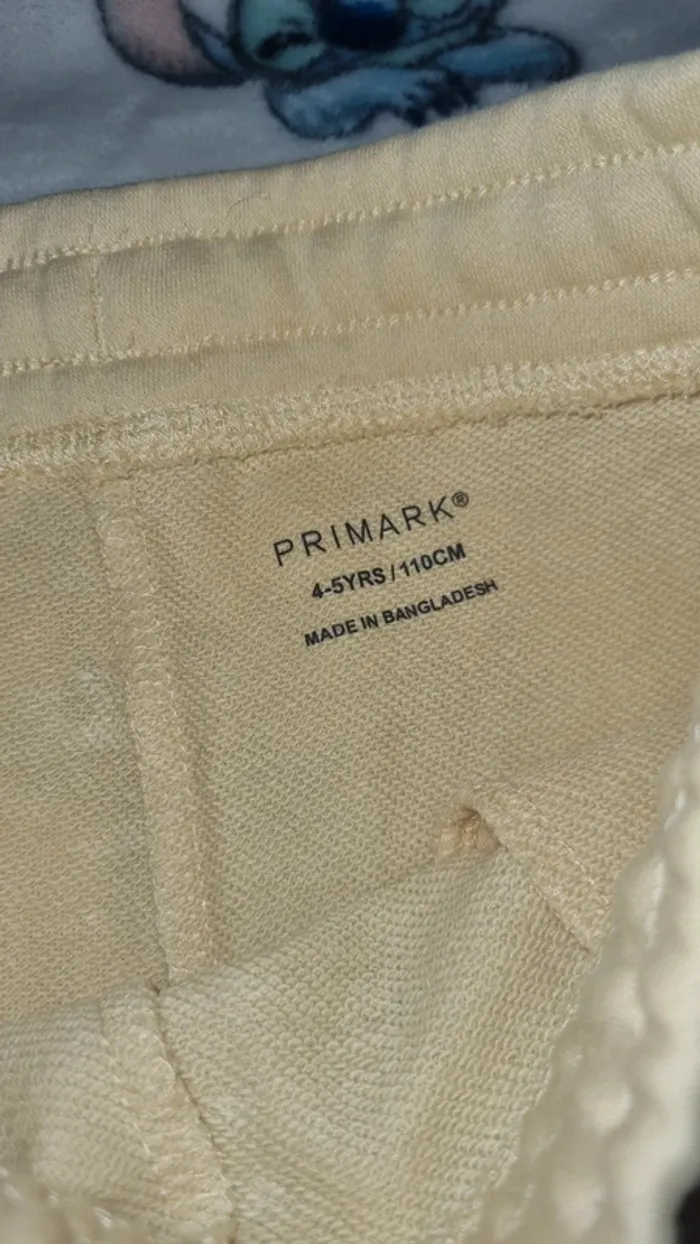 PRIMARK®
4-5YRS / 110CM
MADE IN BANGLADESH